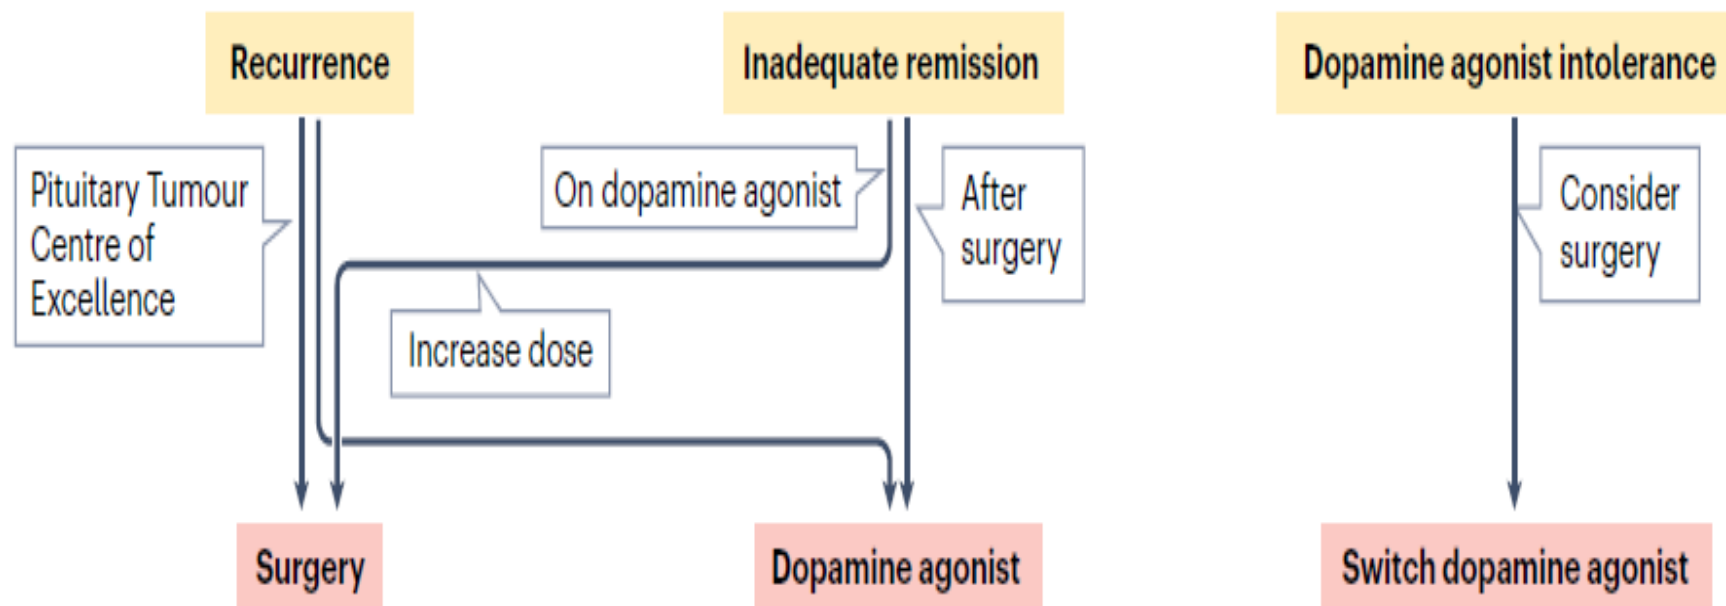 Recurrence
Inadequate remission
Dopamine agonist intolerance
Pituitary Tumour
Centre of
Excellence
On dopamine agonist
After
surgery
Consider
surgery
Increase dose
Surgery
Dopamine agonist
Switch dopamine agonist